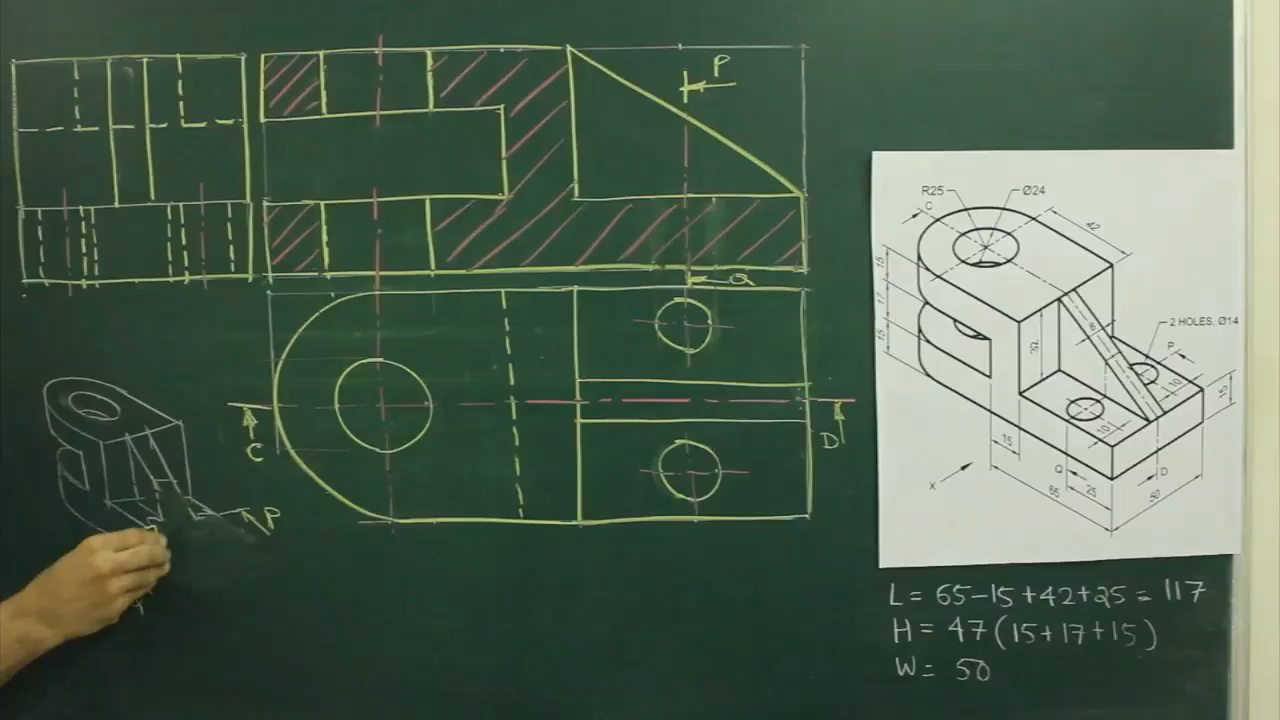 P
Q
C
D
P
R25
Ø24
C
42
15
17
15
32
8
2 HOLES, Ø14
P
10
15
10
15
Q
D
X
65
25
50
L = 65-15+42+25 = 117
H = 47 (15+17+15)
W = 50